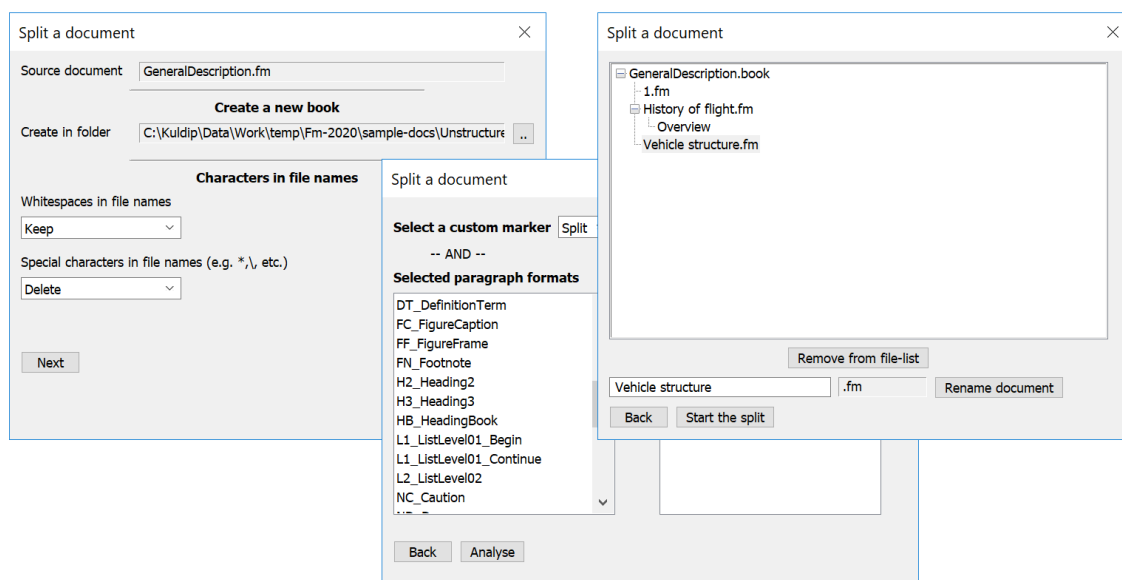 Split a document
Source document GeneralDescription.fm
Create a new book
Create in folder C:\Kuldip\Data\Work\temp\Fm-2020\sample-docs\Unstructure ..
Characters in file names
Whitespaces in file names
Keep
Special characters in file names (e.g. *,\, etc.)
Delete
Next
Split a document
Select a custom marker Split
-- AND --
Selected paragraph formats
DT_DefinitionTerm
FC_FigureCaption
FF_FigureFrame
FN_Footnote
H2_Heading2
H3_Heading3
HB_HeadingBook
L1_ListLevel01_Begin
L1_ListLevel01_Continue
L2_ListLevel02
NC_Caution
Back Analyse
Split a document
GeneralDescription.book
1.fm
History of flight.fm
Overview
Vehicle structure.fm
Remove from file-list
Vehicle structure .fm Rename document
Back Start the split